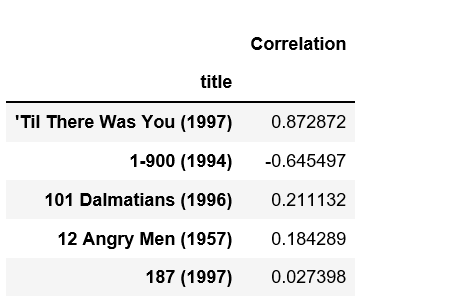 Correlation
title
'Til There Was You (1997) 0.872872
1-900 (1994) -0.645497
101 Dalmatians (1996) 0.211132
12 Angry Men (1957) 0.184289
187 (1997) 0.027398